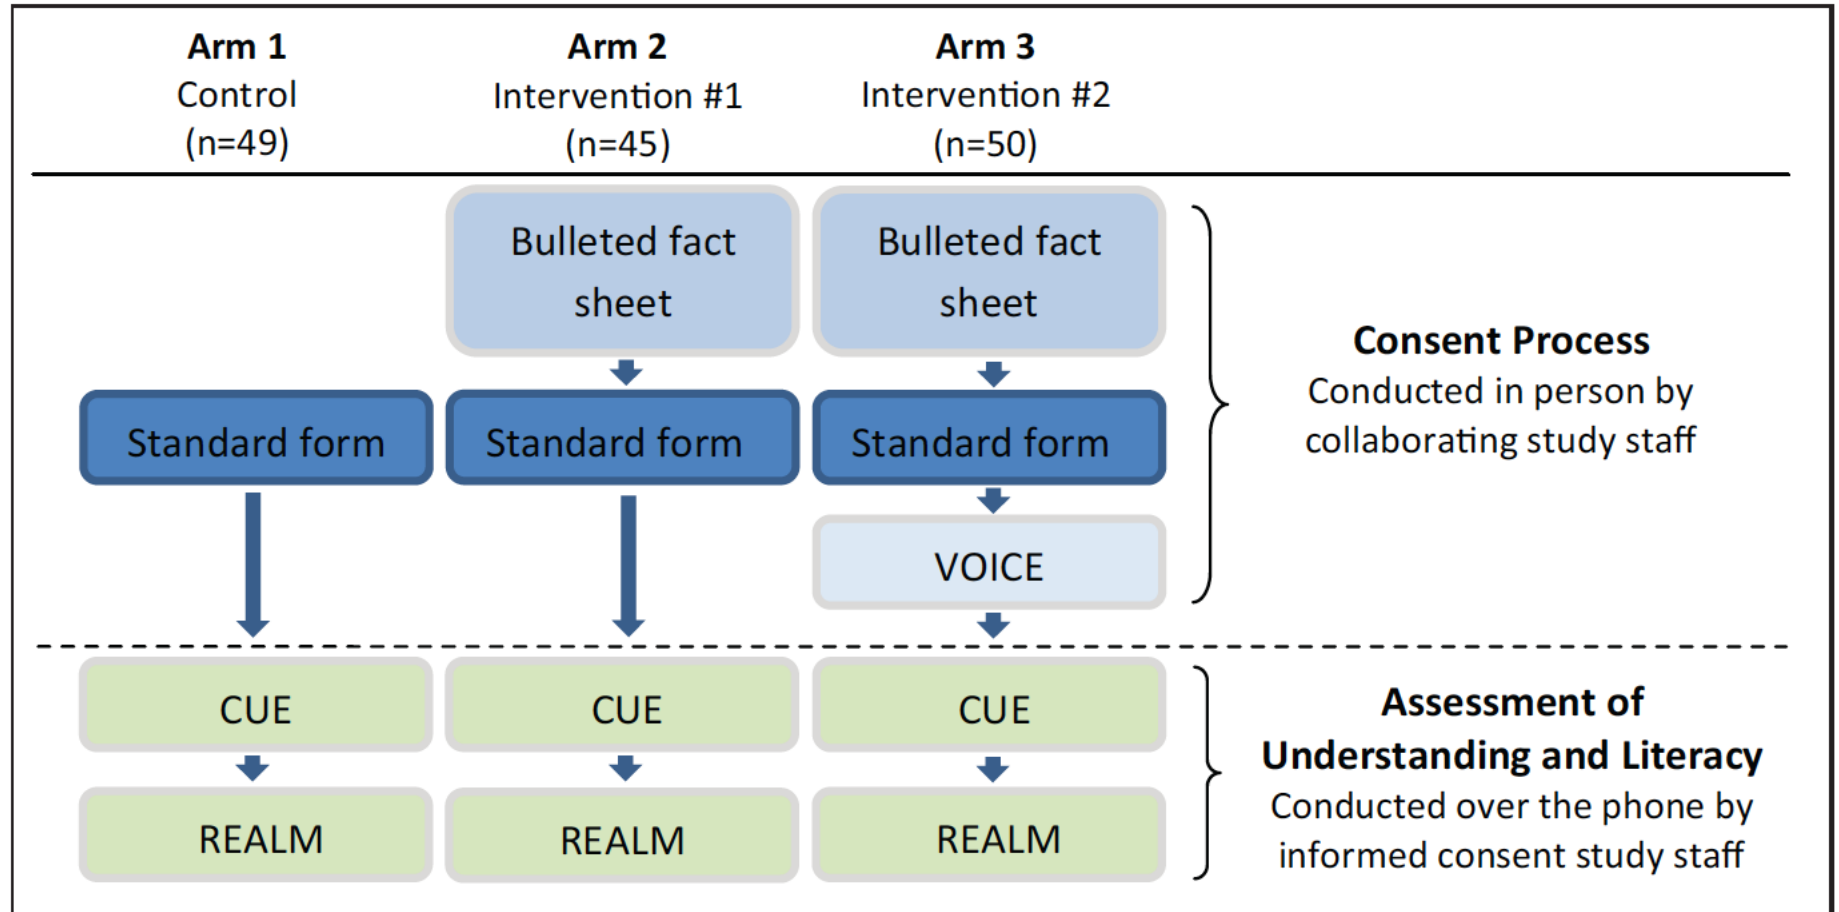 Arm 1
Control
(n=49)
Arm 2
Intervention #1
(n=45)
Arm 3
Intervention #2
(n=50)
Bulleted fact
sheet
Bulleted fact
sheet
Standard form
Standard form
Standard form
VOICE
Consent Process
Conducted in person by
collaborating study staff
CUE
CUE
CUE
REALM
REALM
REALM
Assessment of
Understanding and Literacy
Conducted over the phone by
informed consent study staff